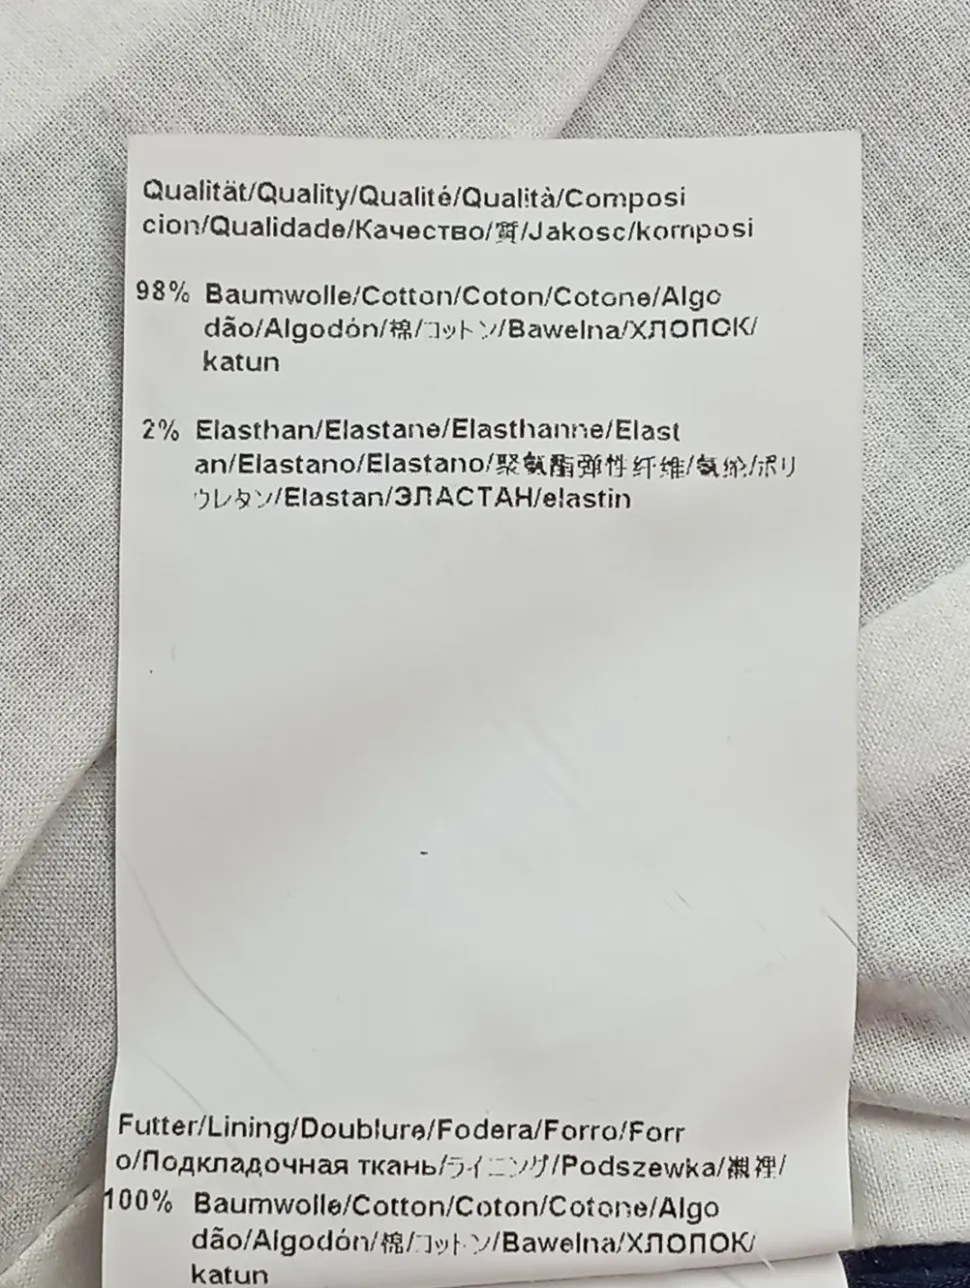 Qualität/Quality/Qualité/Qualità/Composi
cion/Qualidade/Качество/質/Jakosc/komposi
98% Baumwolle/Cotton/Coton/Cotone/Algo
dão/Algodón/棉/コットン/Bawelna/ХЛОПОК/
katun
2% Elasthan/Elastane/Elasthanne/Elast
an/Elastano/Elastano/聚氨酯弹性纤维/氨纶/ポリ
ウレタン/Elastan/ЭЛАСТАН/elastin
Futter/Lining/Doublure/Fodera/Forro/Forr
o/Подкладочная ткань/ライニング/Podszewka/襯裡/
100% Baumwolle/Cotton/Coton/Cotone/Algo
dão/Algodón/棉/コットン/Bawelna/ХЛОПОК/
katun